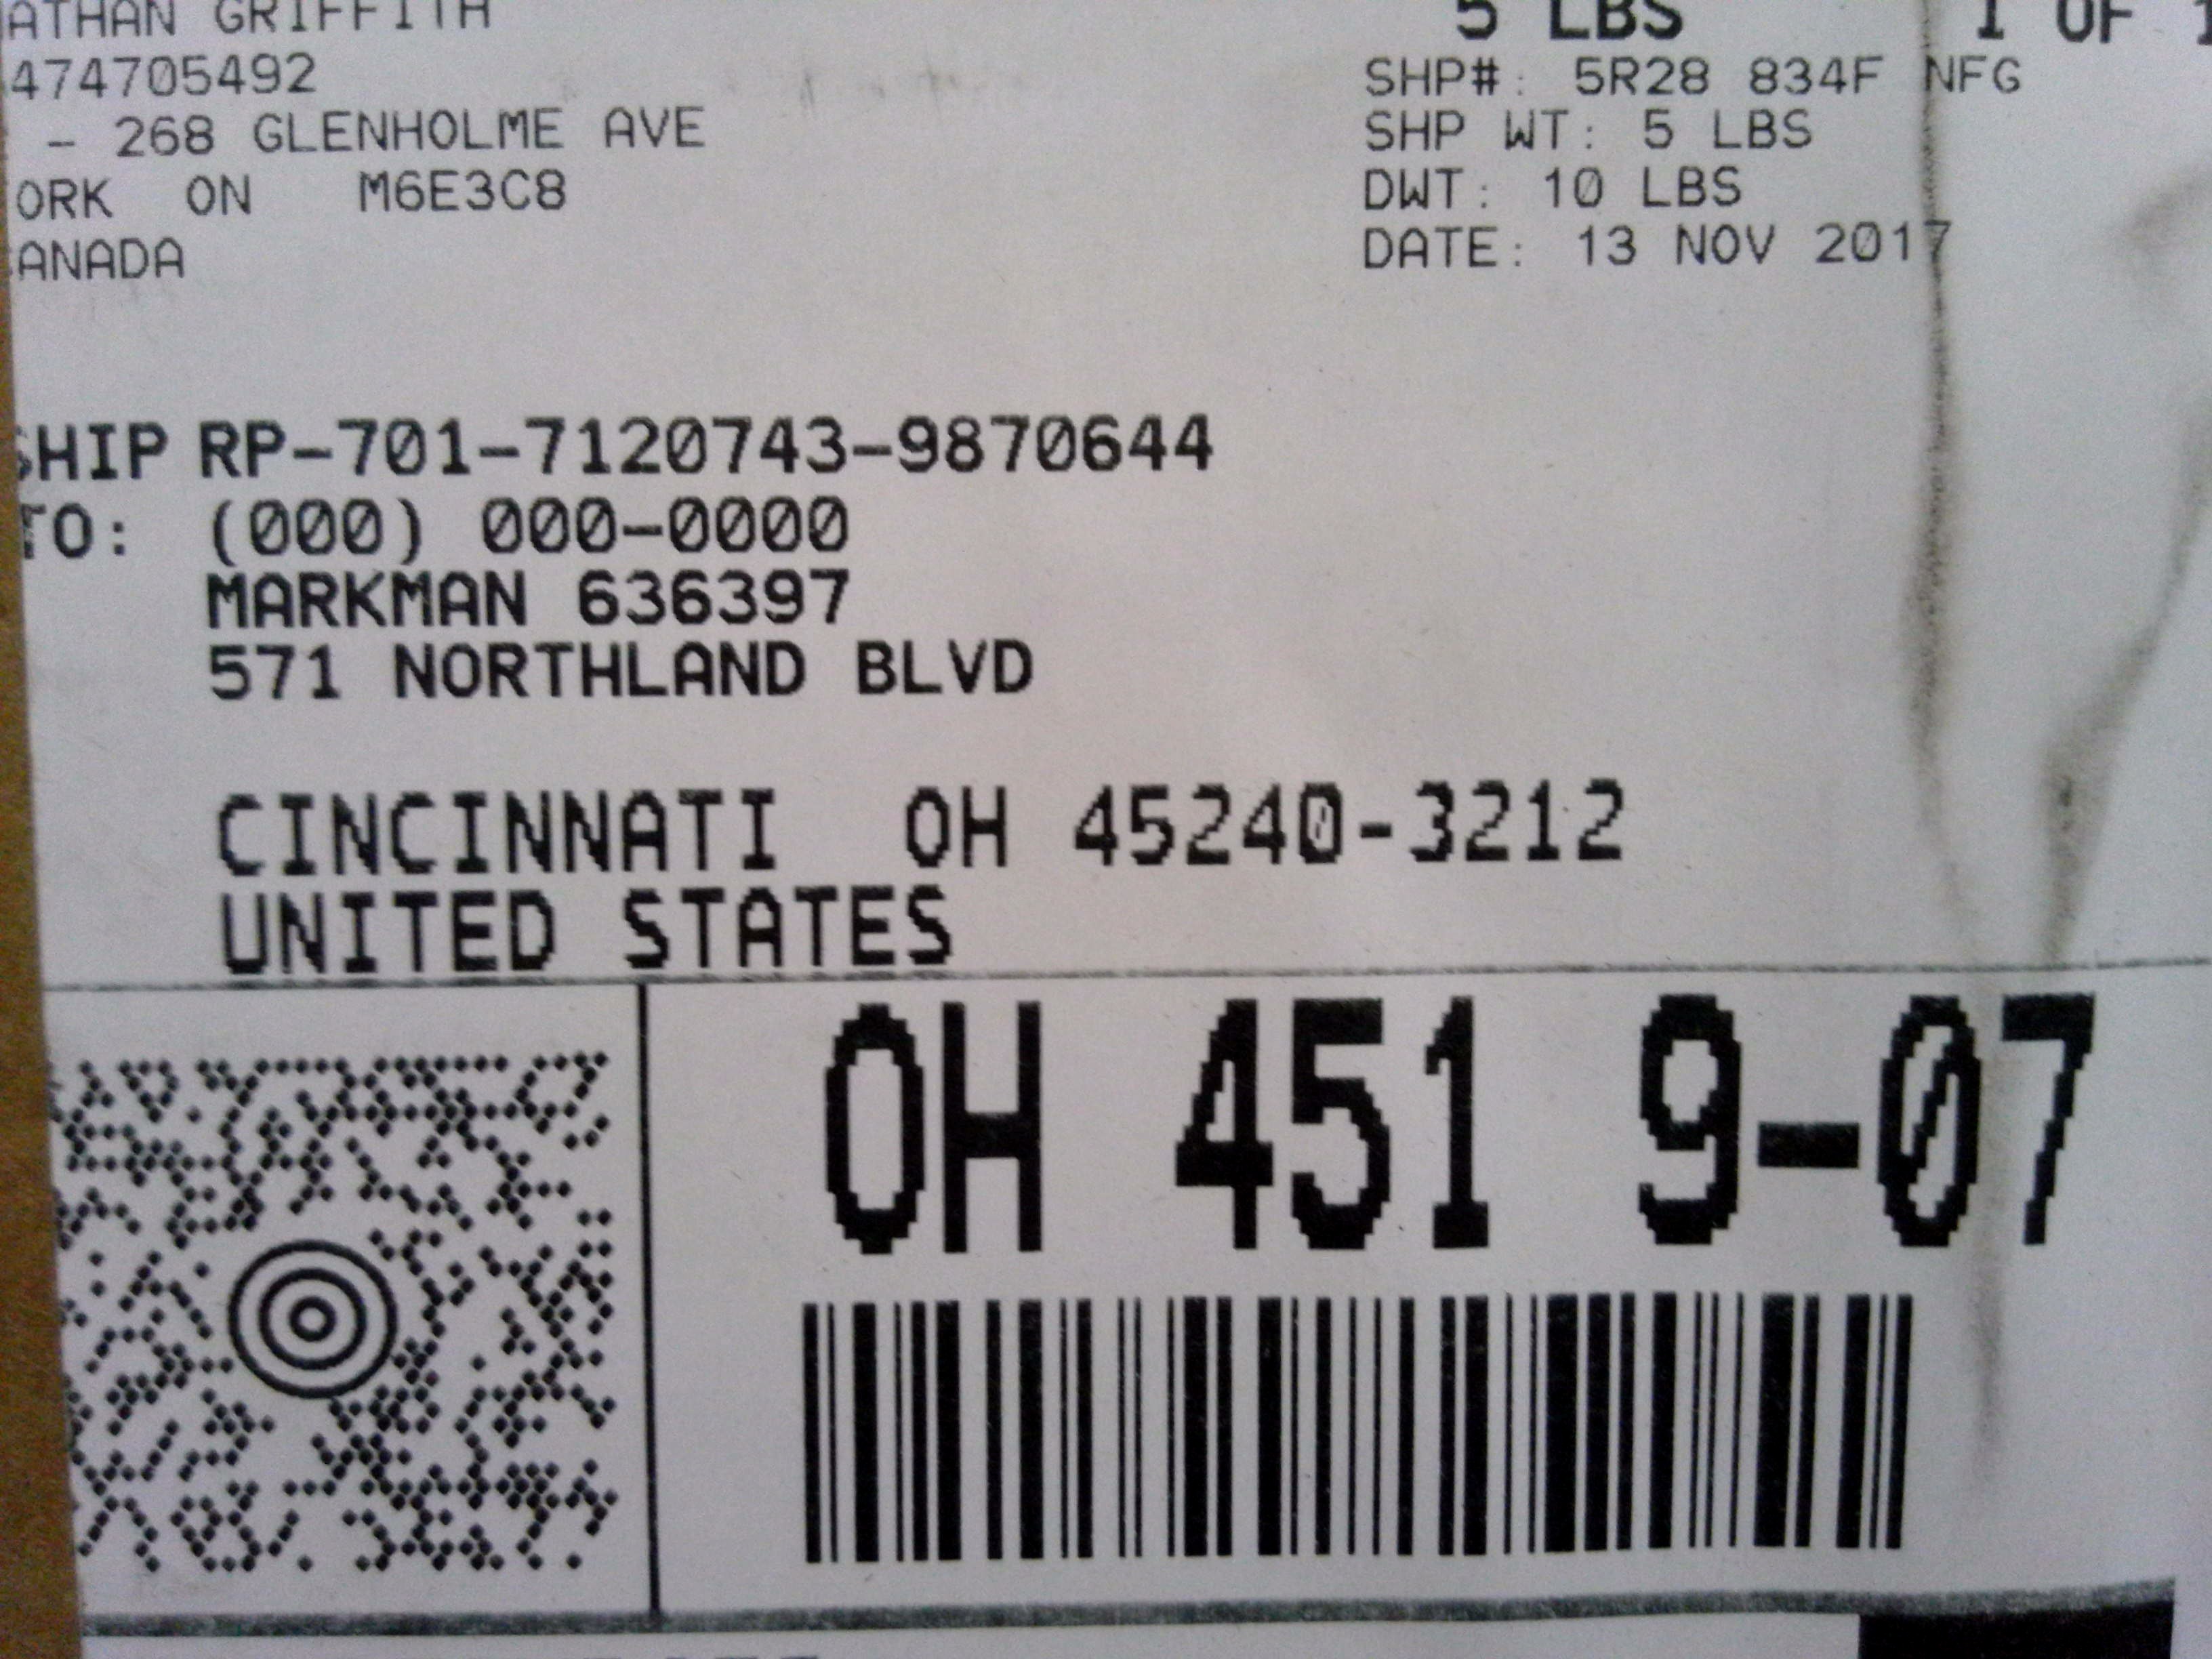 ATHAN GRIFFITH
474705492
- 268 GLENHOLME AVE
ORK ON M6E3C8
ANADA
5 LBS 1 OF 1
SHP#: 5R28 834F NFG
SHP WT: 5 LBS
DWT: 10 LBS
DATE: 13 NOV 2017
SHIP RP-701-7120743-9870644
TO: (000) 000-0000
MARKMAN 636397
571 NORTHLAND BLVD
CINCINNATI OH 45240-3212
UNITED STATES
OH 451 9-07